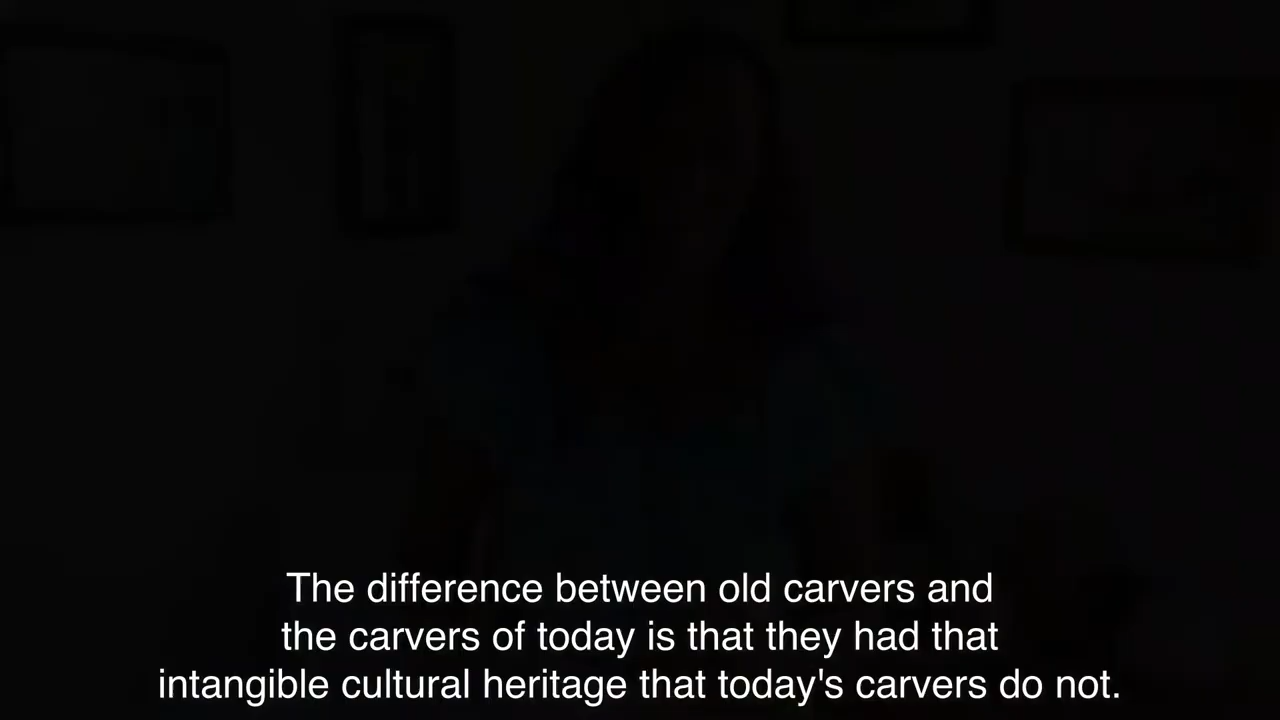 The difference between old carvers and
the carvers of today is that they had that
intangible cultural heritage that today's carvers do not.